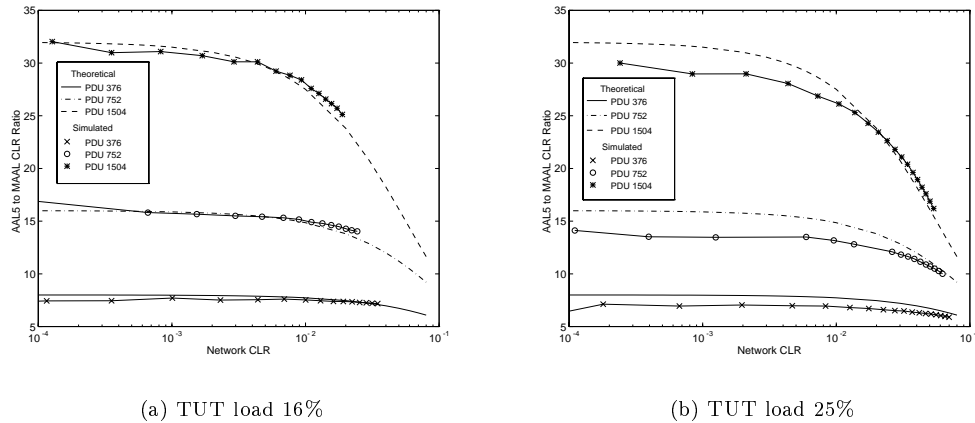 35
30
25
20
15
10
5
AAL5 to MAAL CLR Ratio
Theoretical
PDU 376
PDU 752
PDU 1504
Simulated
PDU 376
PDU 752
PDU 1504
10-4
10-3
10-2
10-1
Network CLR
(a) TUT load 16%
35
30
25
20
15
10
5
AAL5 to MAAL CLR Ratio
Theoretical
PDU 376
PDU 752
PDU 1504
Simulated
PDU 376
PDU 752
PDU 1504
10-4
10-3
10-2
10-1
Network CLR
(b) TUT load 25%